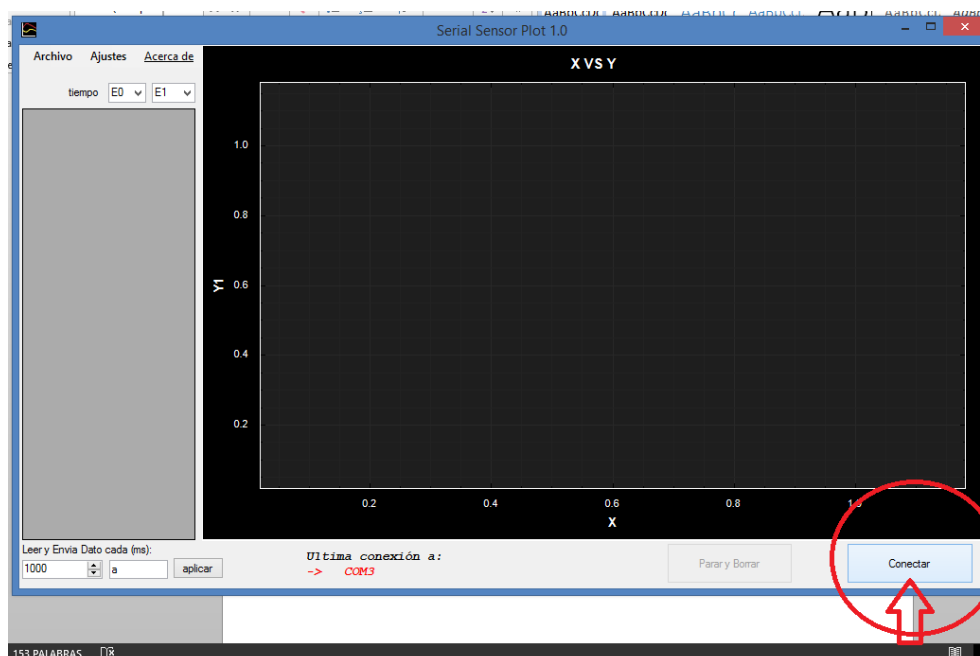 Serial Sensor Plot 1.0
Archivo Ajustes Acerca de
tiempo E0 E1
X VS Y
1.0
0.8
Y1
0.6
0.4
0.2
0.2 0.4 0.6 0.8
X
Leer y Envia Dato cada (ms):
1000 a aplicar
Ultima conexión a:
-> COM3
Parar y Borrar
Conectar
153 PALABRAS